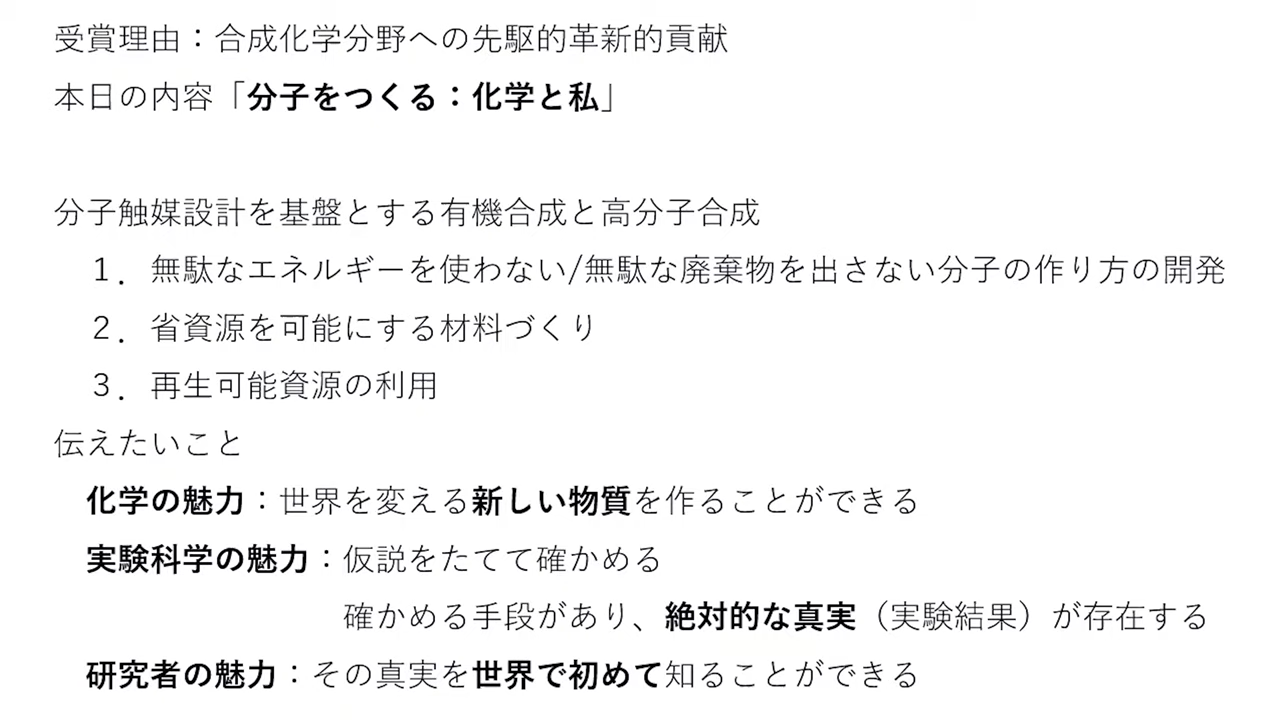 受賞理由：合成化学分野への先駆的革新的貢献
本日の内容「分子をつくる：化学と私」
分子触媒設計を基盤とする有機合成と高分子合成
１．無駄なエネルギーを使わない/無駄な廃棄物を出さない分子の作り方の開発
２．省資源を可能にする材料づくり
３．再生可能資源の利用
伝えたいこと
化学の魅力：世界を変える新しい物質を作ることができる
実験科学の魅力：仮説をたてて確かめる
確かめる手段があり、絶対的な真実（実験結果）が存在する
研究者の魅力：その真実を世界で初めて知ることができる